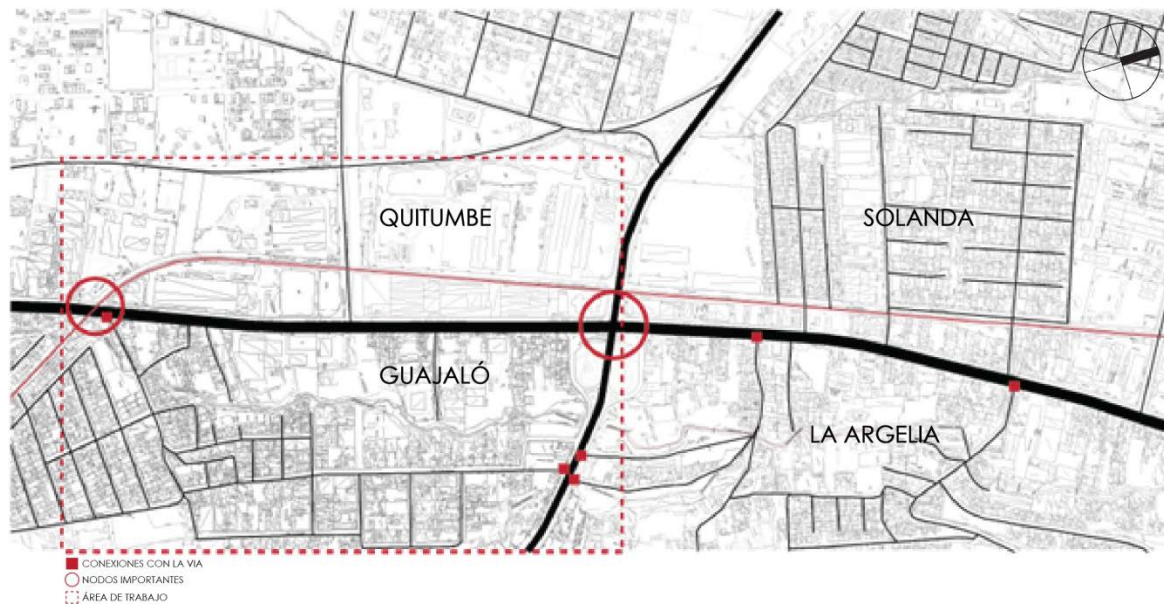 QUITUMBE
SOLANDA
GUAJALÓ
LA ARGELIA
CONEXIONES CON LA VIA
NODOS IMPORTANTES
ÁREA DE TRABAJO